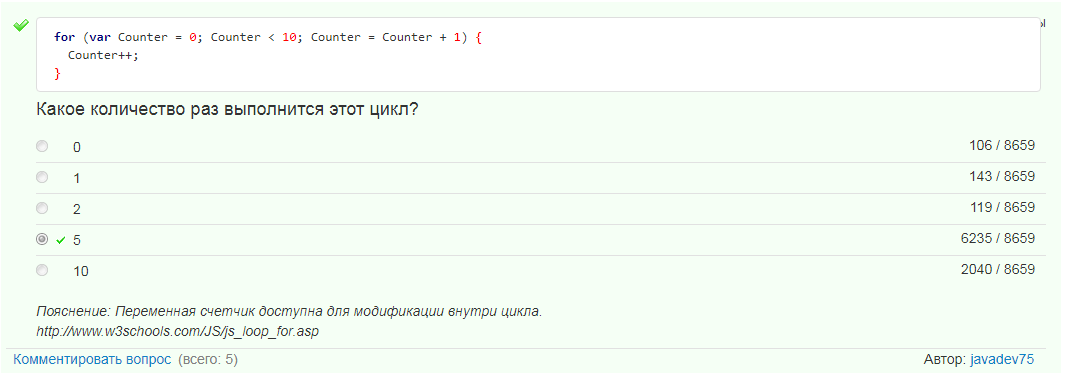 for (var Counter = 0; Counter < 10; Counter = Counter + 1) {
Counter++;
}
Какое количество раз выполнится этот цикл?
0 106 / 8659
1 143 / 8659
2 119 / 8659
5 6235 / 8659
10 2040 / 8659
Пояснение: Переменная счетчик доступна для модификации внутри цикла.
http://www.w3schools.com/JS/js_loop_for.asp
Комментировать вопрос (всего: 5) Автор: javadev75